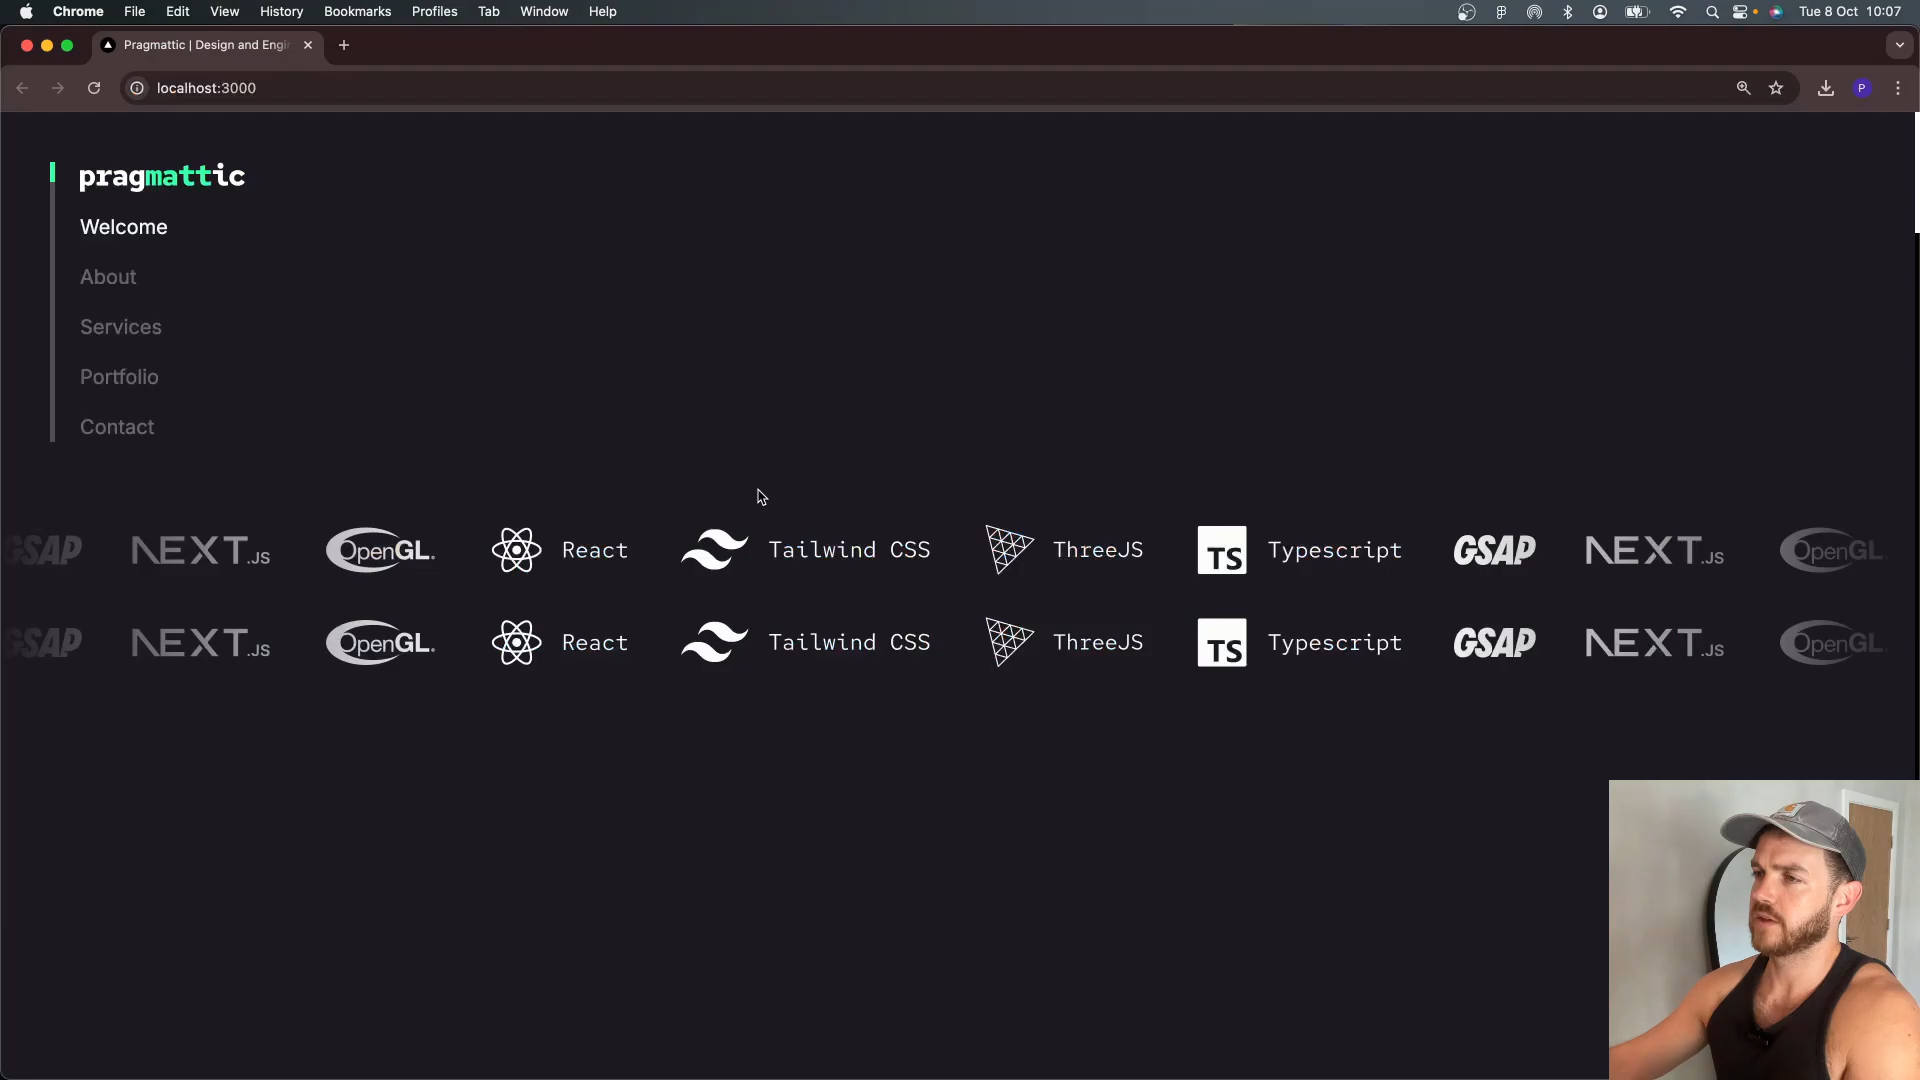 Chrome File Edit View History Bookmarks Profiles Tab Window Help Tue 8 Oct 10:07
Pragmattic | Design and Engi
localhost:3000 P
pragmattic
Welcome
About
Services
Portfolio
Contact
GSAP NEXT.JS OpenGL. React Tailwind CSS ThreeJS TS Typescript GSAP NEXT.JS OpenGL
GSAP NEXT.JS OpenGL. React Tailwind CSS ThreeJS TS Typescript GSAP NEXT.JS OpenGL